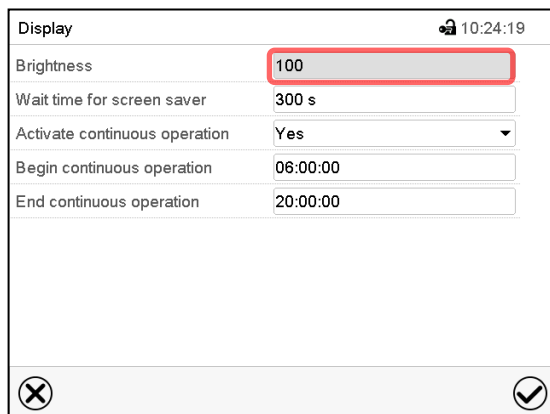 Display 10:24:19
Brightness 100
Wait time for screen saver 300 s
Activate continuous operation Yes
Begin continuous operation 06:00:00
End continuous operation 20:00:00